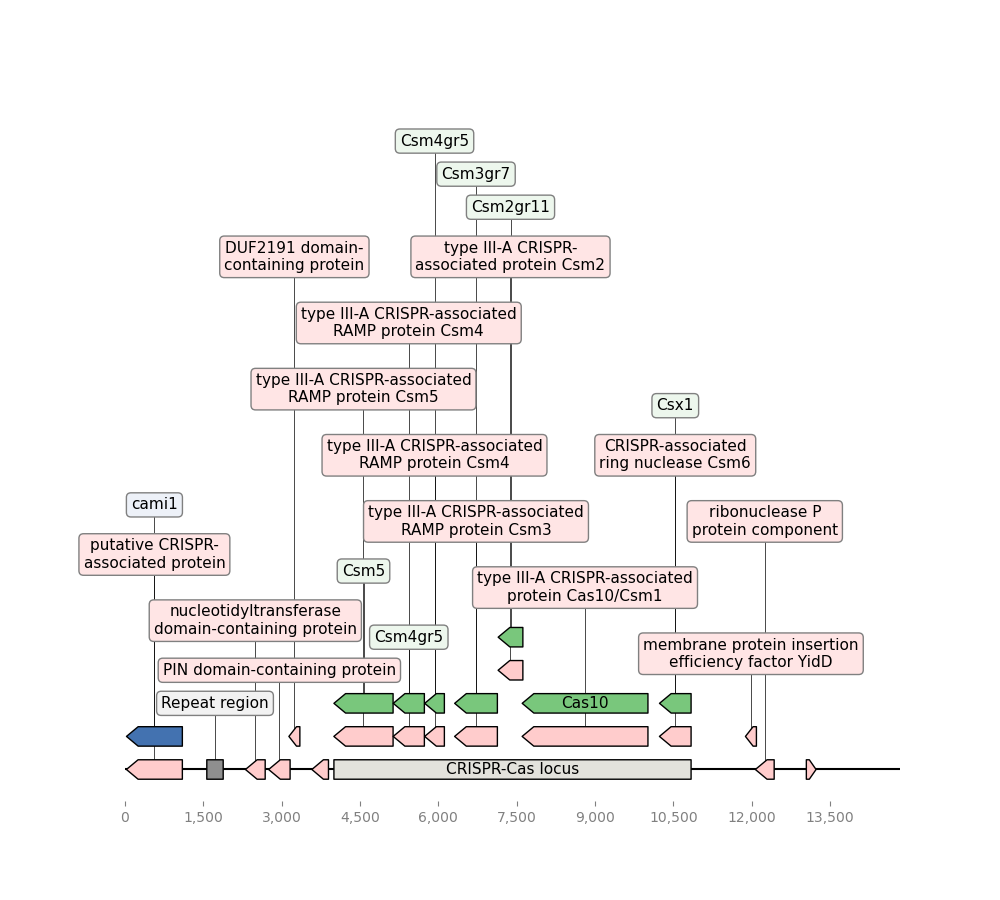 Csm4gr5
Csm3gr7
Csm2gr11
DUF2191 domain-
containing protein
type III-A CRISPR-
associated protein Csm2
type III-A CRISPR-associated
RAMP protein Csm4
type III-A CRISPR-associated
RAMP protein Csm5
Csx1
type III-A CRISPR-associated
RAMP protein Csm4
CRISPR-associated
ring nuclease Csm6
cami1
type III-A CRISPR-associated
RAMP protein Csm3
ribonuclease P
protein component
putative CRISPR-
associated protein
Csm5
type III-A CRISPR-associated
protein Cas10/Csm1
nucleotidyltransferase
domain-containing protein
Csm4gr5
membrane protein insertion
efficiency factor YidD
PIN domain-containing protein
Repeat region
Cas10
CRISPR-Cas locus
0
1,500
3,000
4,500
6,000
7,500
9,000
10,500
12,000
13,500